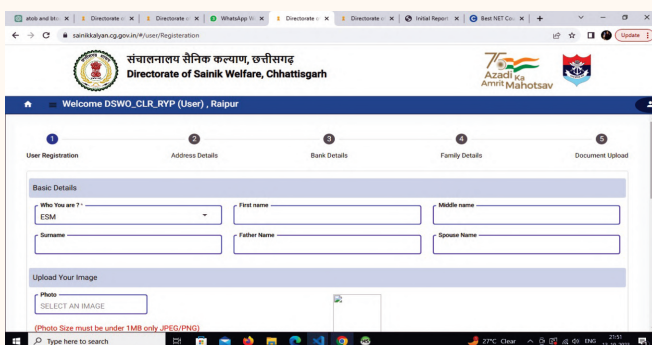 atob and bto
Directorate o
Directorate o
WhatsApp
Directorate o
Directorate o
Initial Report
Best NET Co
sainikkalyan.cg.gov.in/#/user/Registeration
Update
संचालनालय सैनिक कल्याण, छत्तीसगढ़
Directorate of Sainik Welfare, Chhattisgarh
Azadi Ka
Amrit Mahotsav
Welcome DSWO_CLR_RYP (User) , Raipur
1 2 3 4 5
User Registration Address Details Bank Details Family Details Document Upload
Basic Details
Who You are ? * First name Middle name
ESM
Surname Father Name Spouse Name
Upload Your Image
Photo
SELECT AN IMAGE
(Photo Size must be under 1MB only JPEG/PNG)
Type here to search
27°C Clear
ENG
21:51